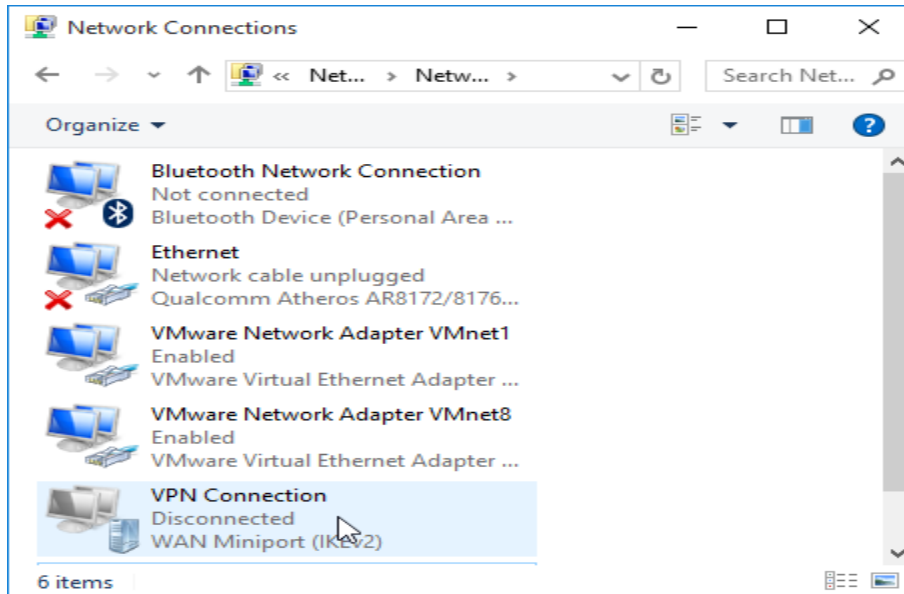 Network Connections
« Net... > Netw... >
Search Net...
Organize
?
Bluetooth Network Connection
Not connected
Bluetooth Device (Personal Area ...
Ethernet
Network cable unplugged
Qualcomm Atheros AR8172/8176...
VMware Network Adapter VMnet1
Enabled
VMware Virtual Ethernet Adapter ...
VMware Network Adapter VMnet8
Enabled
VMware Virtual Ethernet Adapter ...
VPN Connection
Disconnected
WAN Miniport (IKEv2)
6 items